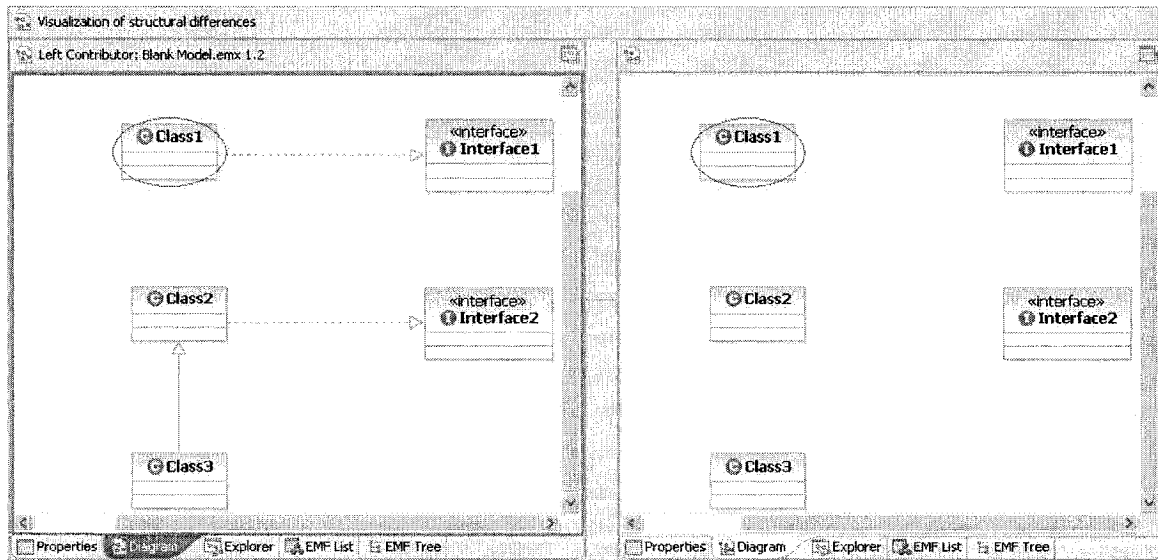 Visualization of structural differences
Left Contributor: Blank Model.emx 1.2
Class1
«interface»
Interface1
Class2
«interface»
Interface2
Class3
Properties Diagram Explorer EMF List EMF Tree
Class1
«interface»
Interface1
Class2
«interface»
Interface2
Class3
Properties Diagram Explorer EMF List EMF Tree